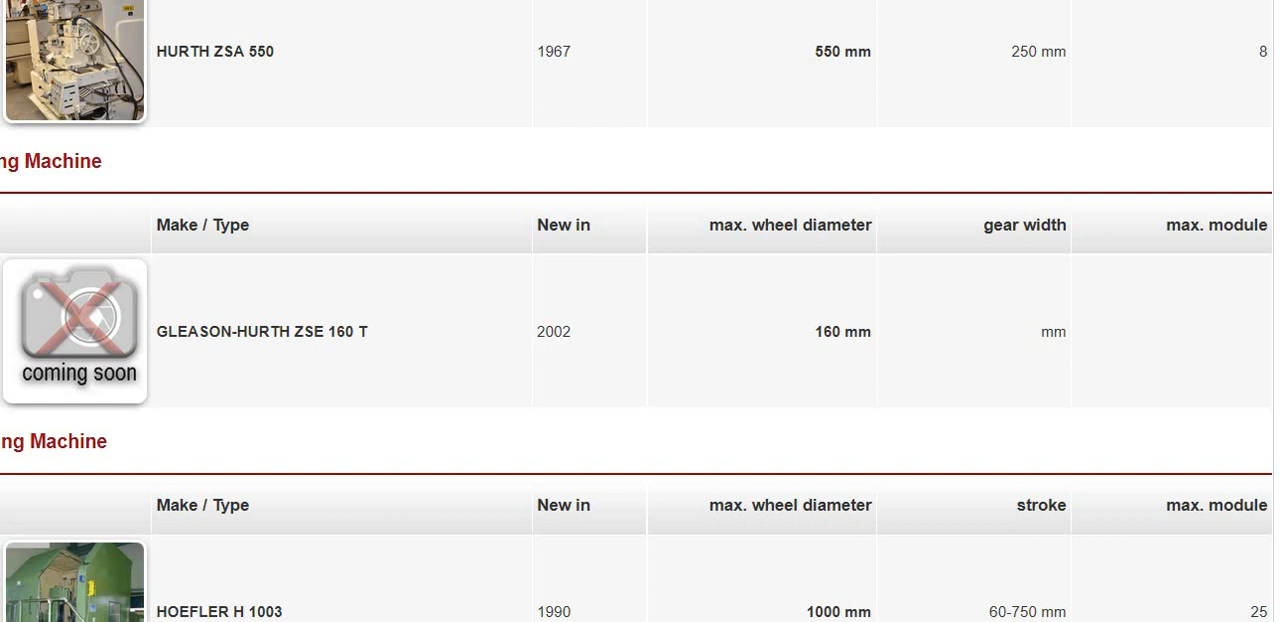 HURTH ZSA 550 1967 550 mm 250 mm 8
ng Machine
Make / Type New in max. wheel diameter gear width max. module
GLEASON-HURTH ZSE 160 T 2002 160 mm mm
coming soon
ng Machine
Make / Type New in max. wheel diameter stroke max. module
HOEFLER H 1003 1990 1000 mm 60-750 mm 25